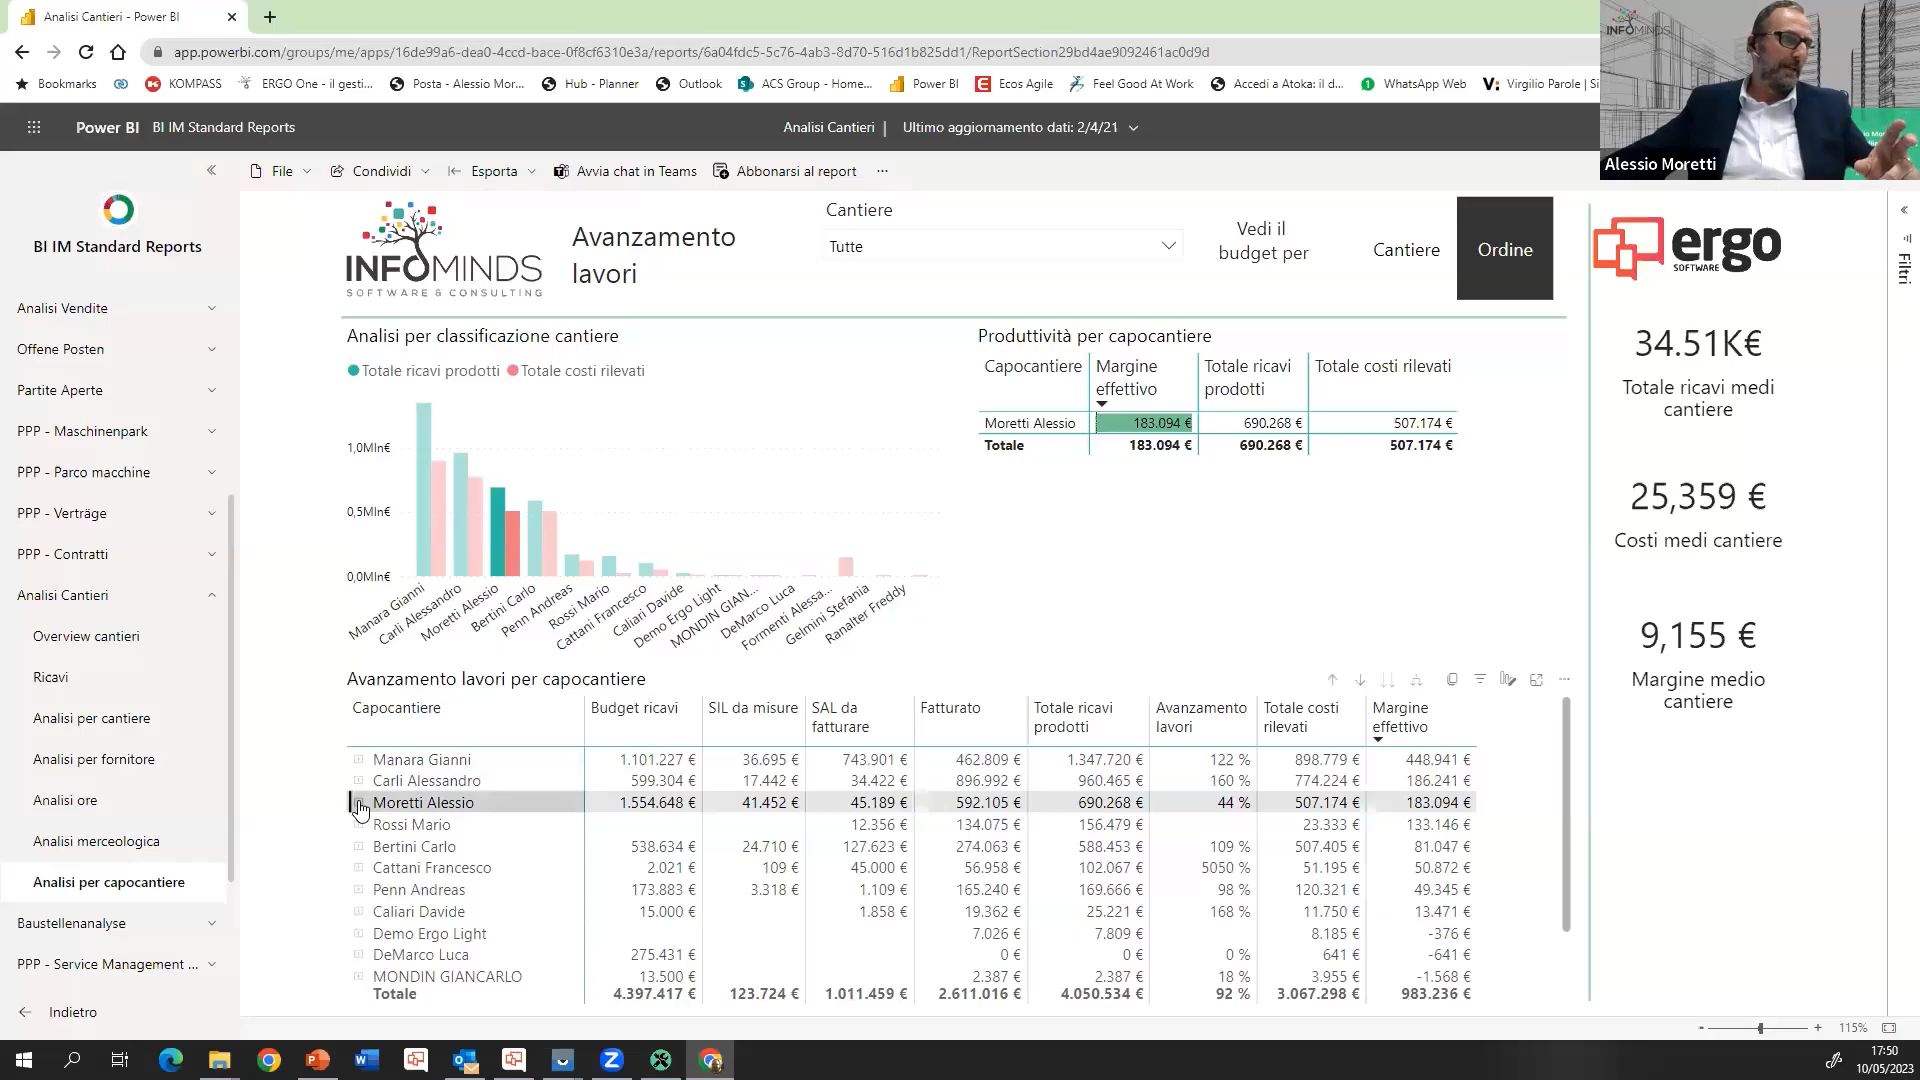 Analisi Cantieri - Power BI
app.powerbi.com/groups/me/apps/16de99a6-dea0-4ccd-bace-0f8cf6310e3a/reports/6a04fdc5-5c76-4ab3-8d70-516d1b825dd1/ReportSection29bd4ae9092461ac0d9d
Bookmarks KOMPASS ERGO One - il gesti... Posta - Alessio Mor... Hub - Planner Outlook ACS Group - Home... Power BI Ecos Agile Feel Good At Work Accedi a Atoka: il d... WhatsApp Web Virgilio Parole | Si
INFOMINDS
Alessio Moretti
Power BI BI IM Standard Reports
Analisi Cantieri | Ultimo aggiornamento dati: 2/4/21
File Condividi Esporta Avvia chat in Teams Abbonarsi al report ...
BI IM Standard Reports
Analisi Vendite
Offene Posten
Partite Aperte
PPP - Maschinenpark
PPP - Parco macchine
PPP - Verträge
PPP - Contratti
Analisi Cantieri
Overview cantieri
Ricavi
Analisi per cantiere
Analisi per fornitore
Analisi ore
Analisi merceologica
Analisi per capocantiere
Baustellenanalyse
PPP - Service Management ...
Indietro
INFOMINDS
SOFTWARE & CONSULTING
Avanzamento
lavori
Cantiere
Tutte
Vedi il
budget per
Cantiere
Ordine
ergo
SOFTWARE
Filtri
Analisi per classificazione cantiere
Totale ricavi prodotti Totale costi rilevati
1,0Mln€
0,5Mln€
0,0Mln€
Manara Gianni
Carli Alessandro
Moretti Alessio
Bertini Carlo
Penn Andreas
Rossi Mario
Cattani Francesco
Caliari Davide
Demo Ergo Light
MONDIN GIAN...
DeMarco Luca
Formenti Alessa...
Gelmini Stefania
Ranalter Freddy
Produttività per capocantiere
Capocantiere Margine effettivo Totale ricavi prodotti Totale costi rilevati
Moretti Alessio 183.094 € 690.268 € 507.174 €
Totale 183.094 € 690.268 € 507.174 €
34.51K€
Totale ricavi medi
cantiere
25,359 €
Costi medi cantiere
9,155 €
Margine medio
cantiere
Avanzamento lavori per capocantiere
Capocantiere Budget ricavi SIL da misure SAL da fatturare Fatturato Totale ricavi prodotti Avanzamento lavori Totale costi rilevati Margine effettivo
Manara Gianni 1.101.227 € 36.695 € 743.901 € 462.809 € 1.347.720 € 122 % 898.779 € 448.941 €
Carli Alessandro 599.304 € 17.442 € 34.422 € 896.992 € 960.465 € 160 % 774.224 € 186.241 €
Moretti Alessio 1.554.648 € 41.452 € 45.189 € 592.105 € 690.268 € 44 % 507.174 € 183.094 €
Rossi Mario 12.356 € 134.075 € 156.479 € 23.333 € 133.146 €
Bertini Carlo 538.634 € 24.710 € 127.623 € 274.063 € 588.453 € 109 % 507.405 € 81.047 €
Cattani Francesco 2.021 € 109 € 45.000 € 56.958 € 102.067 € 5050 % 51.195 € 50.872 €
Penn Andreas 173.883 € 3.318 € 1.109 € 165.240 € 169.666 € 98 % 120.321 € 49.345 €
Caliari Davide 15.000 € 1.858 € 19.362 € 25.221 € 168 % 11.750 € 13.471 €
Demo Ergo Light 7.026 € 7.809 € 8.185 € -376 €
DeMarco Luca 275.431 € 0 € 0 € 0 % 641 € -641 €
MONDIN GIANCARLO 13.500 € 2.387 € 2.387 € 18 % 3.955 € -1.568 €
Totale 4.397.417 € 123.724 € 1.011.459 € 2.611.016 € 4.050.534 € 92 % 3.067.298 € 983.236 €
115%
17:50
10/05/2023